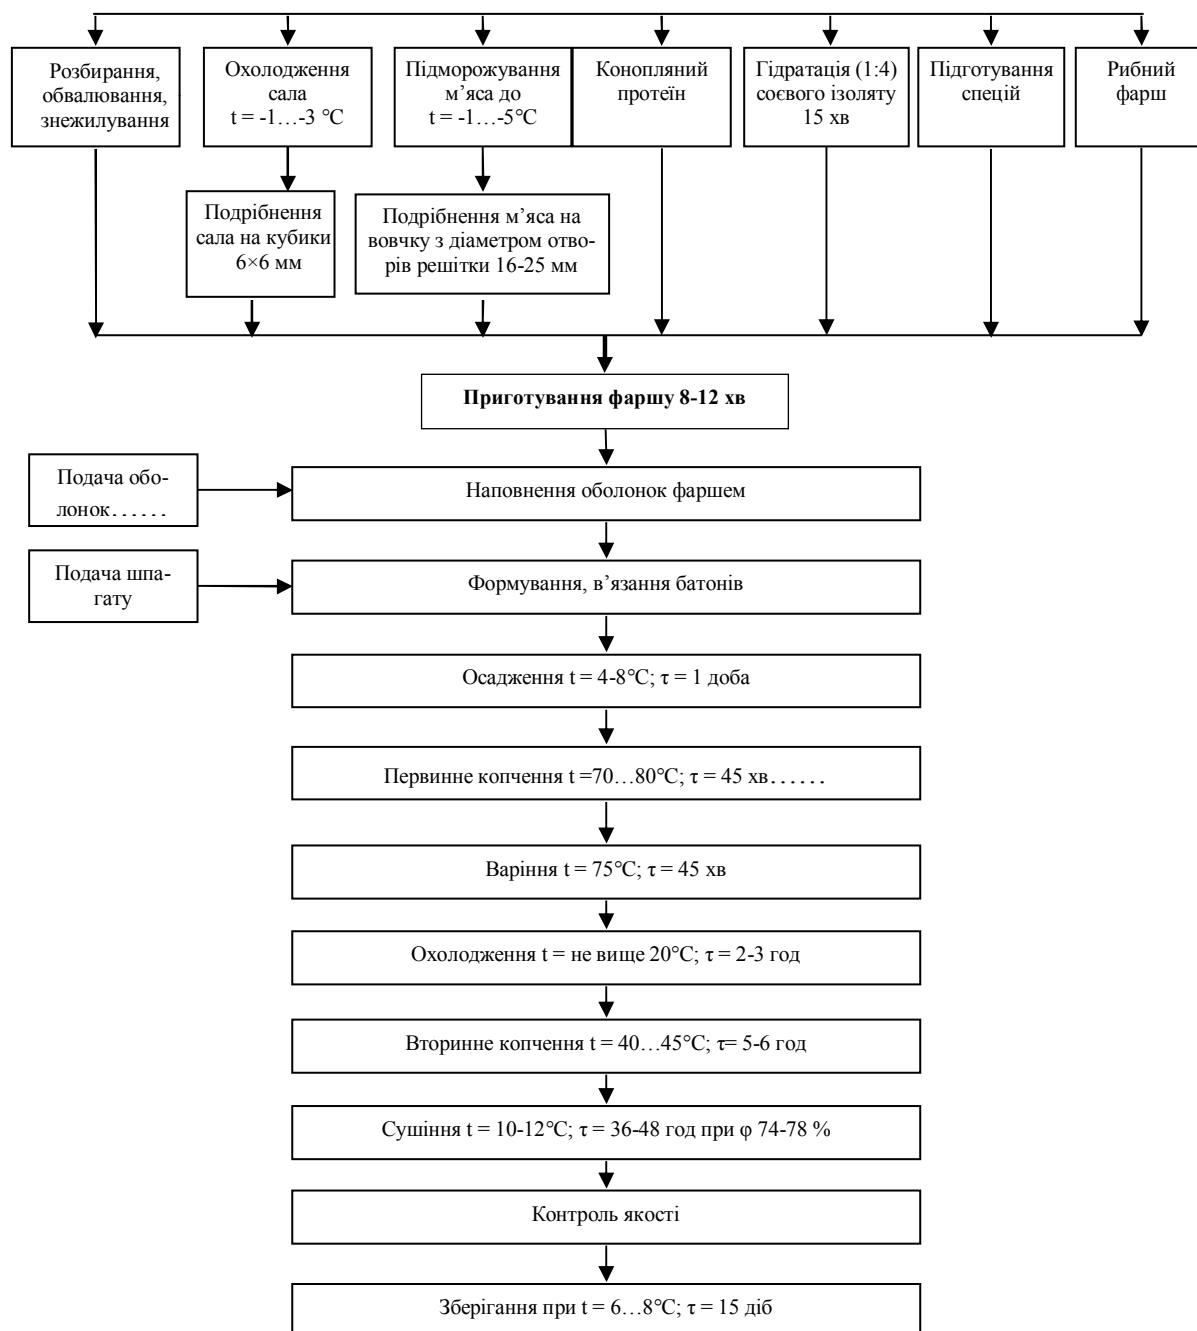 Розбирання,
обвалювання,
знежилування
Охолодження
сала
t = -1…-3 °C
Підморожування
м’яса до
t = -1…-5°C
Конопляний
протеїн
Гідратація (1:4)
соєвого ізоляту
15 хв
Підготування
спецій
Рибний
фарш
Подрібнення
сала на кубики
6×6 мм
Подрібнення м’яса на
вовчку з діаметром отво-
рів решітки 16-25 мм
Приготування фаршу 8-12 хв
Подача обо-
лонок……
Наповнення оболонок фаршем
Подача шпа-
гату
Формування, в’язання батонів
Осадження t = 4-8°C; τ = 1 доба
Первинне копчення t =70…80°C; τ = 45 хв……
Варіння t = 75°C; τ = 45 хв
Охолодження t = не вище 20°C; τ = 2-3 год
Вторинне копчення t = 40…45°C; τ= 5-6 год
Сушіння t = 10-12°C; τ = 36-48 год при φ 74-78 %
Контроль якості
Зберігання при t = 6…8°C; τ = 15 діб